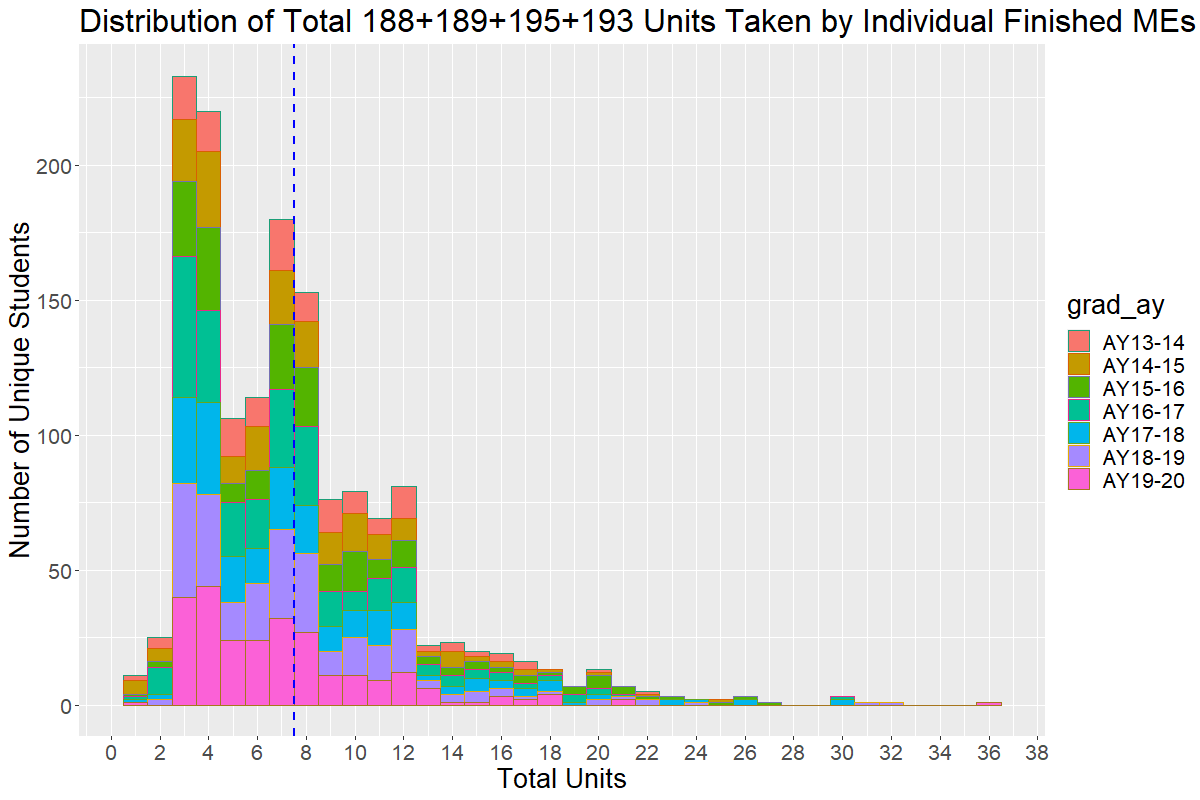 Distribution of Total 188+189+195+193 Units Taken by Individual Finished MEs
Number of Unique Students
200
150
100
50
0
0 2 4 6 8 10 12 14 16 18 20 22 24 26 28 30 32 34 36 38
Total Units
grad_ay
AY13-14
AY14-15
AY15-16
AY16-17
AY17-18
AY18-19
AY19-20